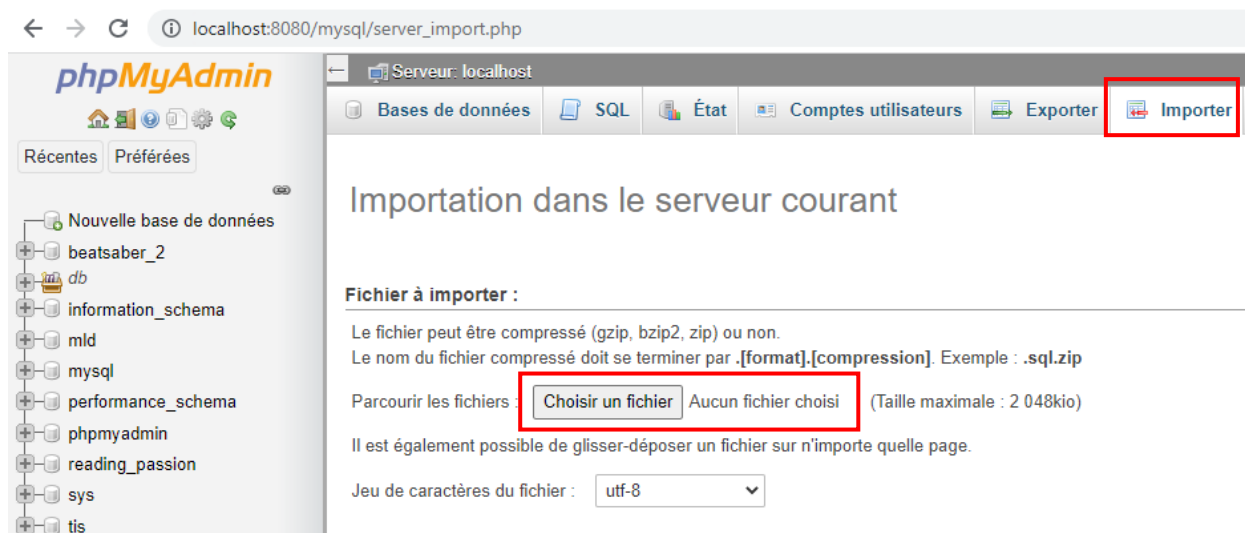 localhost:8080/mysql/server_import.php
phpMyAdmin
Récentes Préférées
Nouvelle base de données
beatsaber_2
db
information_schema
mld
mysql
performance_schema
phpmyadmin
reading_passion
sys
tis
Serveur: localhost
Bases de données SQL État Comptes utilisateurs Exporter Importer
Importation dans le serveur courant
Fichier à importer :
Le fichier peut être compressé (gzip, bzip2, zip) ou non.
Le nom du fichier compressé doit se terminer par .[format].[compression]. Exemple : .sql.zip
Parcourir les fichiers : Choisir un fichier Aucun fichier choisi (Taille maximale : 2 048kio)
Il est également possible de glisser-déposer un fichier sur n'importe quelle page.
Jeu de caractères du fichier : utf-8